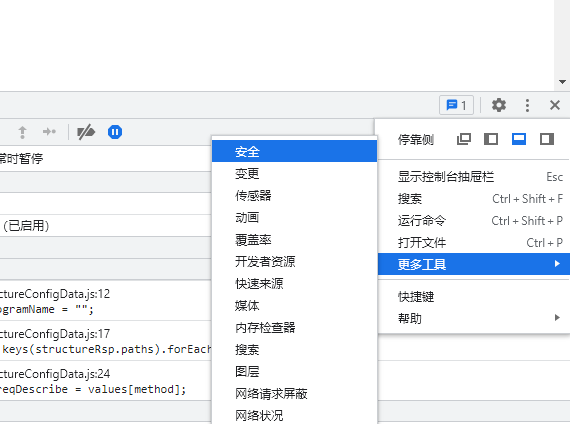 1
停靠侧
常时暂停
显示控制台抽屉栏 Esc
搜索 Ctrl + Shift + F
运行命令 Ctrl + Shift + P
打开文件 Ctrl + P
更多工具
快捷键
帮助
安全
变更
传感器
动画
覆盖率
开发者资源
快速来源
媒体
内存检查器
搜索
图层
网络请求屏蔽
网络状况
(已启用)
ctureConfigData.js:12
ogramName = "";
ctureConfigData.js:17
keys(structureRsp.paths).forEach
ctureConfigData.js:24
reqDescribe = values[method];